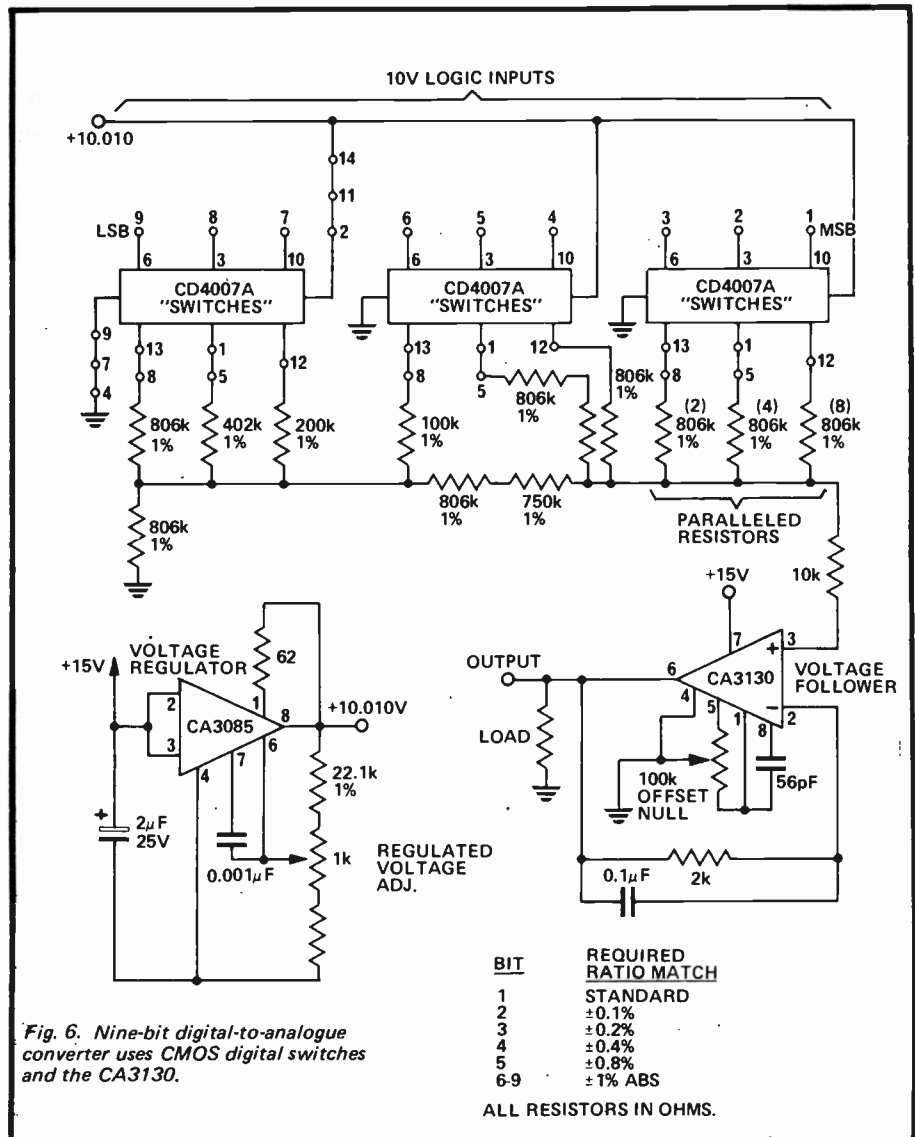 10V LOGIC INPUTS
+10.010
14
11
2
LSB
9
8
7
6
5
4
3
2
1
MSB
6
3
10
6
3
10
6
3
10
CD4007A
"SWITCHES"
CD4007A
"SWITCHES"
CD4007A
"SWITCHES"
9
7
4
13
8
1
5
12
13
8
1
5
12
13
8
1
5
12
806k
1%
402k
1%
200k
1%
100k
1%
806k
1%
806k
1%
(2)
806k
1%
(4)
806k
1%
(8)
806k
1%
806k
1%
750k
1%
806k
1%
PARALLELED
RESISTORS
10k
+15V
VOLTAGE
REGULATOR
62
+15V
2
3
CA3085
1
8
6
7
4
+10.010V
22.1k
1%
+
2µF
25V
0.001µF
1k
REGULATED
VOLTAGE
ADJ.
OUTPUT
LOAD
6
7
3
+
CA3130
−
2
4
5
1
8
VOLTAGE
FOLLOWER
56pF
100k
OFFSET
NULL
2k
0.1µF
BIT REQUIRED
RATIO MATCH
1 STANDARD
2 ±0.1%
3 ±0.2%
4 ±0.4%
5 ±0.8%
6-9 ±1% ABS
ALL RESISTORS IN OHMS.
Fig. 6. Nine-bit digital-to-analogue
converter uses CMOS digital switches
and the CA3130.